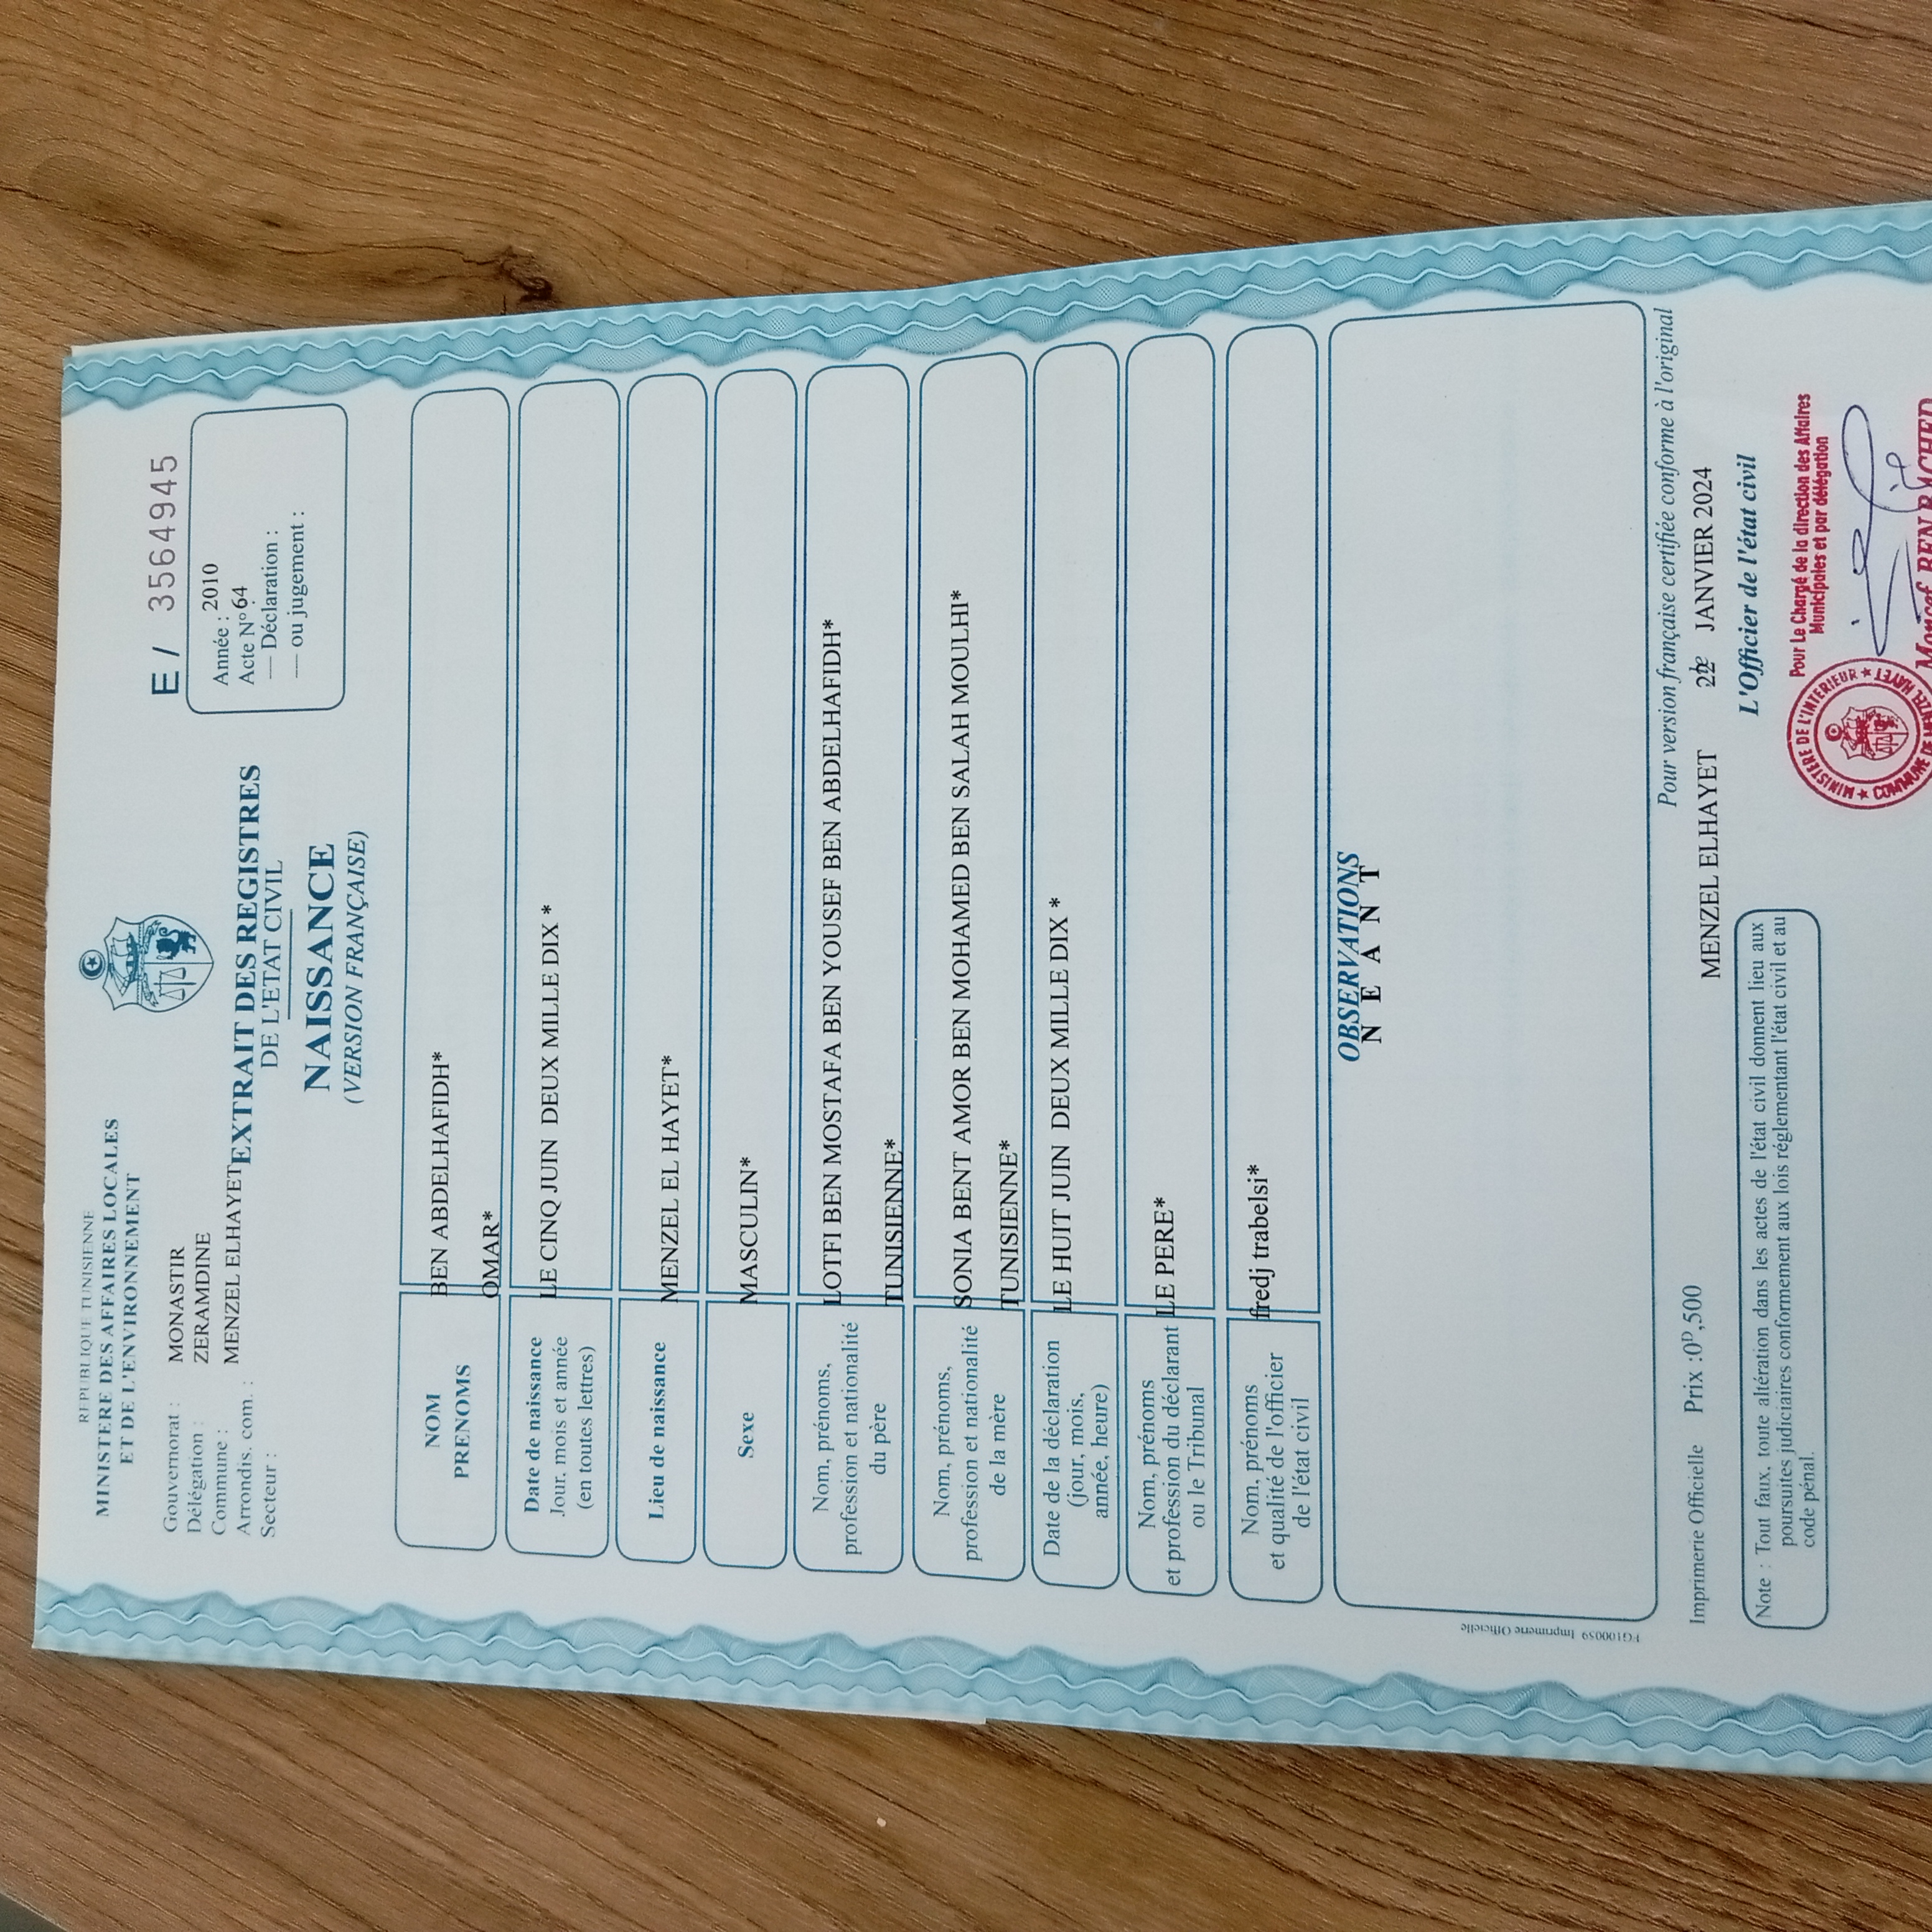 REPUBLIQUE TUNISIENNE
MINISTERE DES AFFAIRES LOCALES
ET DE L'ENVIRONNEMENT
E / 3564945
Gouvernorat : MONASTIR
Délégation : ZERAMDINE
Commune : MENZEL ELHAYET
Arrondis. com. :
Secteur :
EXTRAIT DES REGISTRES
DE L'ETAT CIVIL
NAISSANCE
(VERSION FRANÇAISE)
Année : 2010
Acte N° 64
— Déclaration :
— ou jugement :
NOM BEN ABDELHAFIDH*
PRENOMS OMAR*
Date de naissance
Jour, mois et année
(en toutes lettres)
LE CINQ JUIN DEUX MILLE DIX *
Lieu de naissance
MENZEL EL HAYET*
Sexe
MASCULIN*
Nom, prénoms,
profession et nationalité
du père
LOTFI BEN MOSTAFA BEN YOUSEF BEN ABDELHAFIDH*
TUNISIENNE*
Nom, prénoms,
profession et nationalité
de la mère
SONIA BENT AMOR BEN MOHAMED BEN SALAH MOULHI*
TUNISIENNE*
Date de la déclaration
(jour, mois,
année, heure)
LE HUIT JUIN DEUX MILLE DIX *
Nom, prénoms
et profession du déclarant
ou le Tribunal
LE PERE*
Nom, prénoms
et qualité de l'officier
de l'état civil
fredj trabelsi*
OBSERVATIONS
N E A N T
FG100059 Imprimerie Officielle
Pour version française certifiée conforme à l'original
Imprimerie Officielle Prix :0ᴰ,500
MENZEL ELHAYET JANVIER 2024
L'Officier de l'état civil
Note : Tout faux, toute altération dans les actes de l'état civil donnent lieu aux
poursuites judiciaires conformement aux lois réglementant l'état civil et au
code pénal.
Pour Le Chargé de la direction des Affaires
Municipales et par délégation
MINISTERE DE L'INTERIEUR
COMMUNE DE MENZEL HAYET
Moncef BEN RACHED